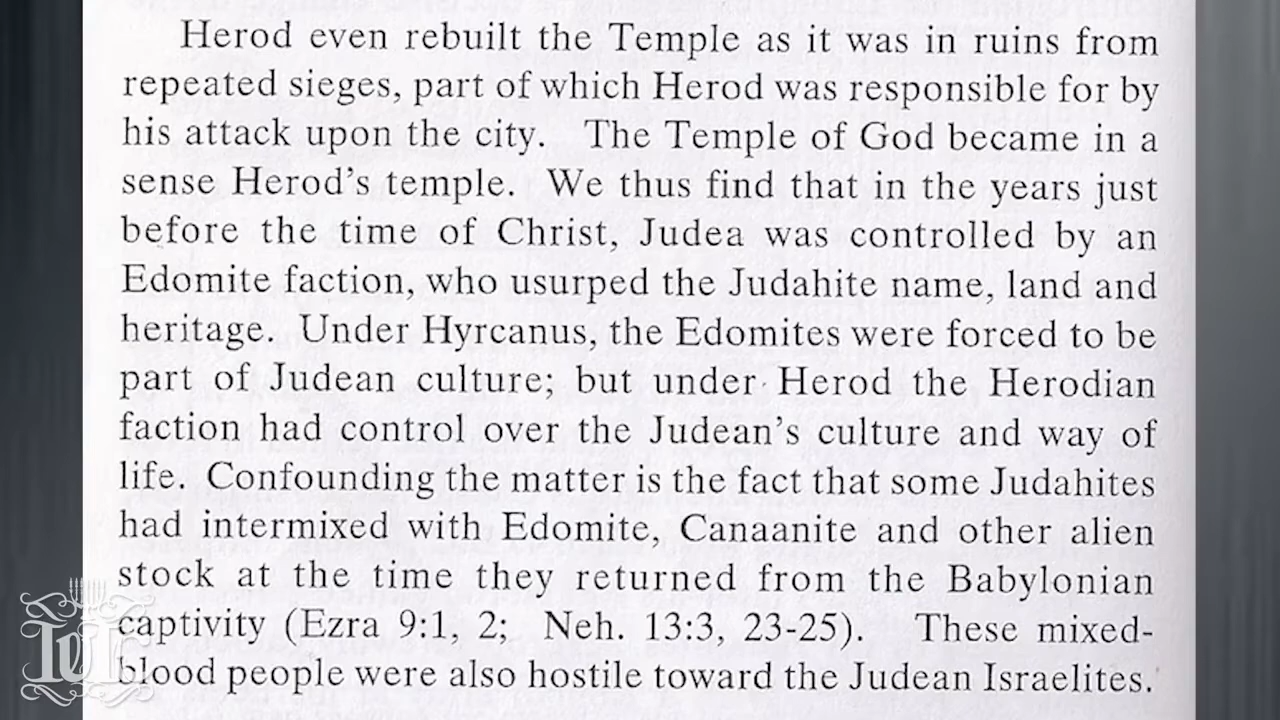 Herod even rebuilt the Temple as it was in ruins from
repeated sieges, part of which Herod was responsible for by
his attack upon the city. The Temple of God became in a
sense Herod's temple. We thus find that in the years just
before the time of Christ, Judea was controlled by an
Edomite faction, who usurped the Judahite name, land and
heritage. Under Hyrcanus, the Edomites were forced to be
part of Judean culture; but under Herod the Herodian
faction had control over the Judean's culture and way of
life. Confounding the matter is the fact that some Judahites
had intermixed with Edomite, Canaanite and other alien
stock at the time they returned from the Babylonian
captivity (Ezra 9:1, 2; Neh. 13:3, 23-25). These mixed-
blood people were also hostile toward the Judean Israelites.